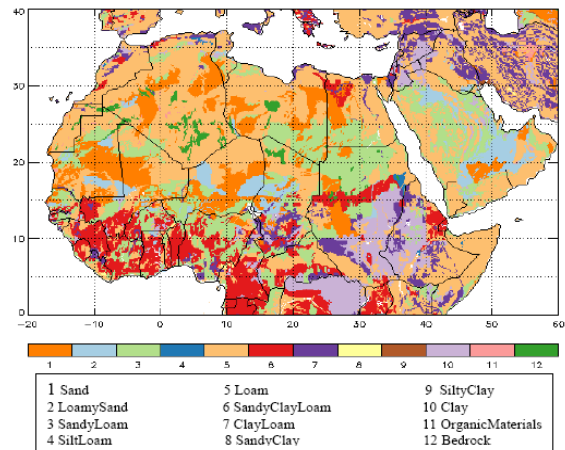 40
30
20
10
0
−20 −10 0 10 20 30 40 50 60
1 2 3 4 5 6 7 8 9 10 11 12
1 Sand 5 Loam 9 SiltyClay
2 LoamySand 6 SandyClayLoam 10 Clay
3 SandyLoam 7 ClayLoam 11 OrganicMaterials
4 SiltLoam 8 SandyClay 12 Bedrock